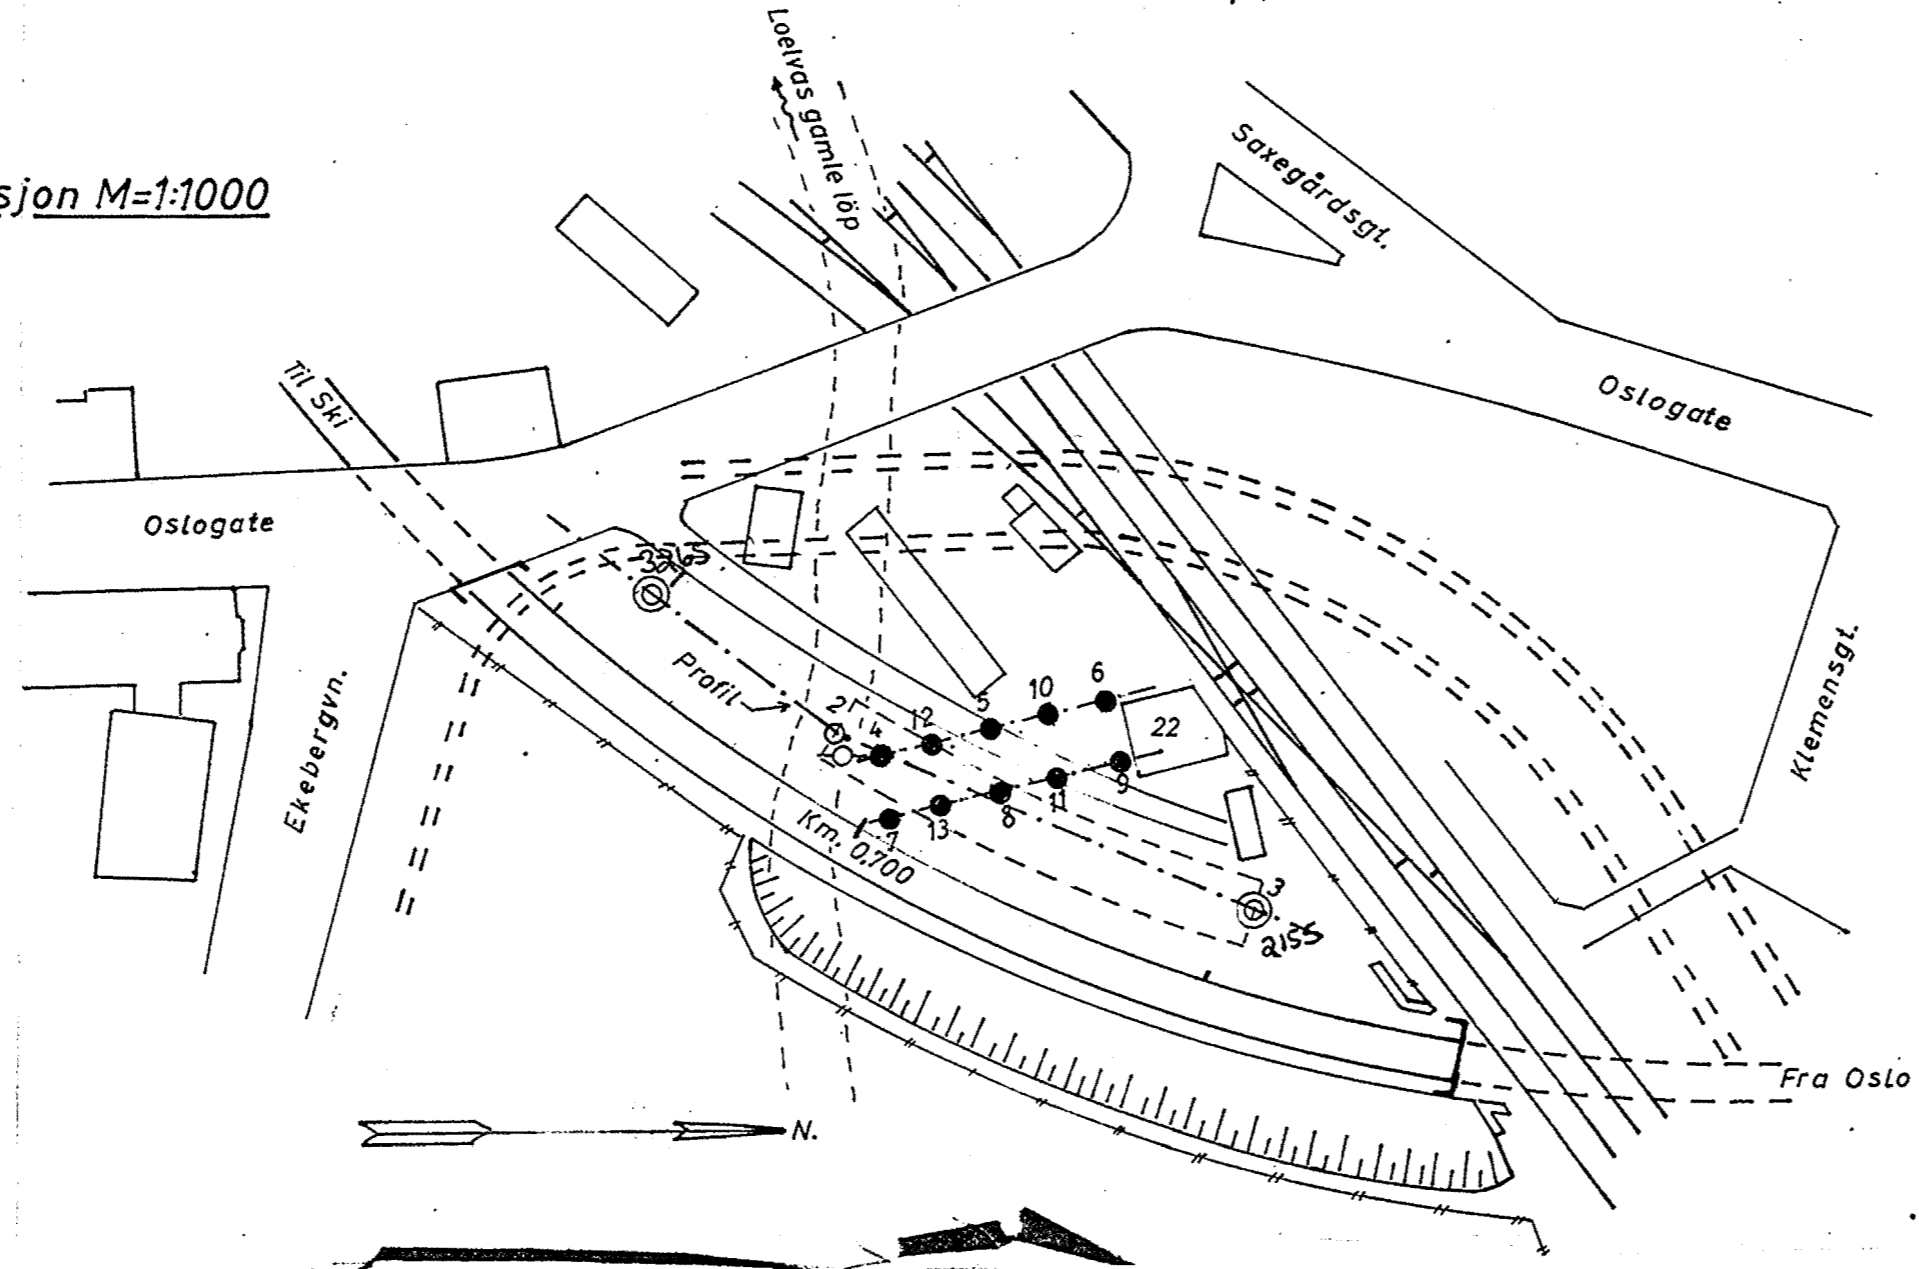 sjon M=1:1000
Loelvas gamle löp
Saxegårdsgt.
Til Ski
Oslogate
Oslogate
3265
Ekebergvn.
Profil
Klemensgt.
2
4
12
5
10
6
22
7
13
8
11
9
Km. 0.700
3
2155
Fra Oslo
N.